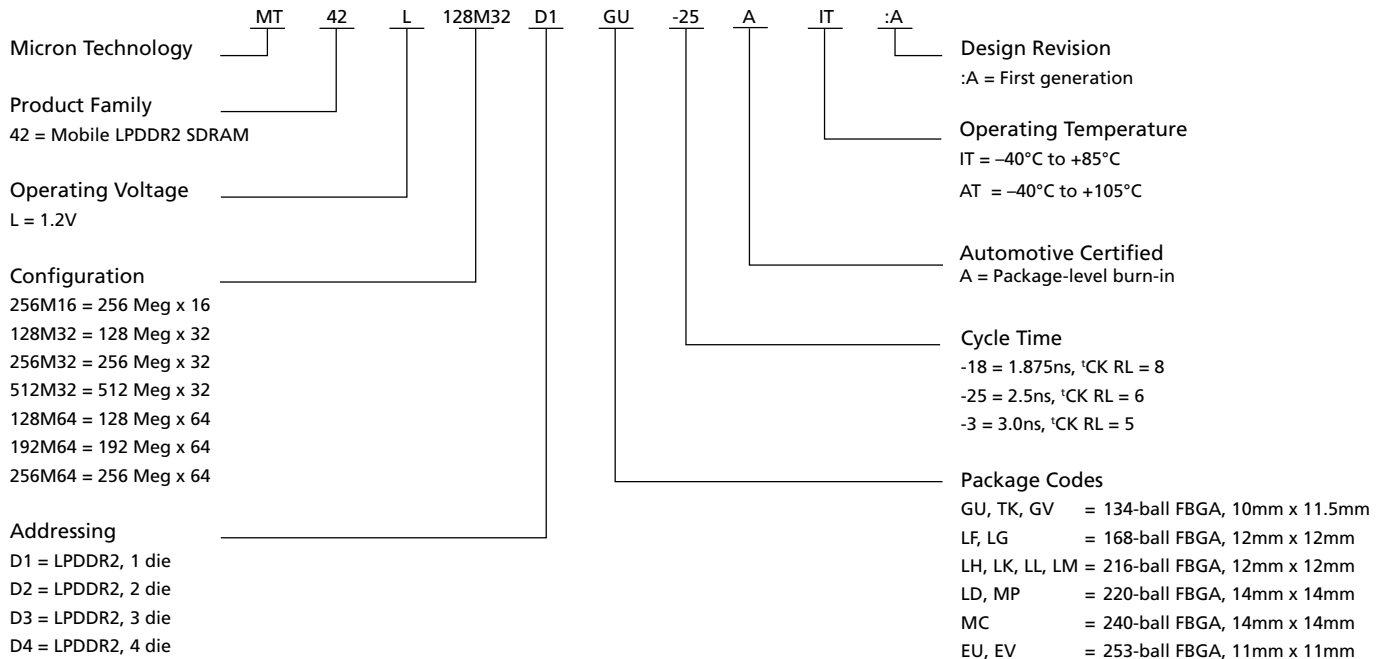 MT 42 L 128M32 D1 GU -25 A IT :A
Micron Technology
Product Family
42 = Mobile LPDDR2 SDRAM
Operating Voltage
L = 1.2V
Configuration
256M16 = 256 Meg x 16
128M32 = 128 Meg x 32
256M32 = 256 Meg x 32
512M32 = 512 Meg x 32
128M64 = 128 Meg x 64
192M64 = 192 Meg x 64
256M64 = 256 Meg x 64
Addressing
D1 = LPDDR2, 1 die
D2 = LPDDR2, 2 die
D3 = LPDDR2, 3 die
D4 = LPDDR2, 4 die
Design Revision
:A = First generation
Operating Temperature
IT = –40°C to +85°C
AT = –40°C to +105°C
Automotive Certified
A = Package-level burn-in
Cycle Time
-18 = 1.875ns, ᵗCK RL = 8
-25 = 2.5ns, ᵗCK RL = 6
-3 = 3.0ns, ᵗCK RL = 5
Package Codes
GU, TK, GV = 134-ball FBGA, 10mm x 11.5mm
LF, LG = 168-ball FBGA, 12mm x 12mm
LH, LK, LL, LM = 216-ball FBGA, 12mm x 12mm
LD, MP = 220-ball FBGA, 14mm x 14mm
MC = 240-ball FBGA, 14mm x 14mm
EU, EV = 253-ball FBGA, 11mm x 11mm